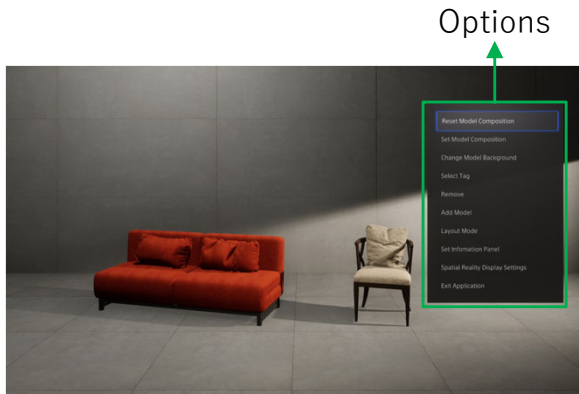 Options
Reset Model Composition
Set Model Composition
Change Model Background
Select Tag
Remove
Add Model
Layout Mode
Set Infomation Panel
Spatial Reality Display Settings
Exit Application